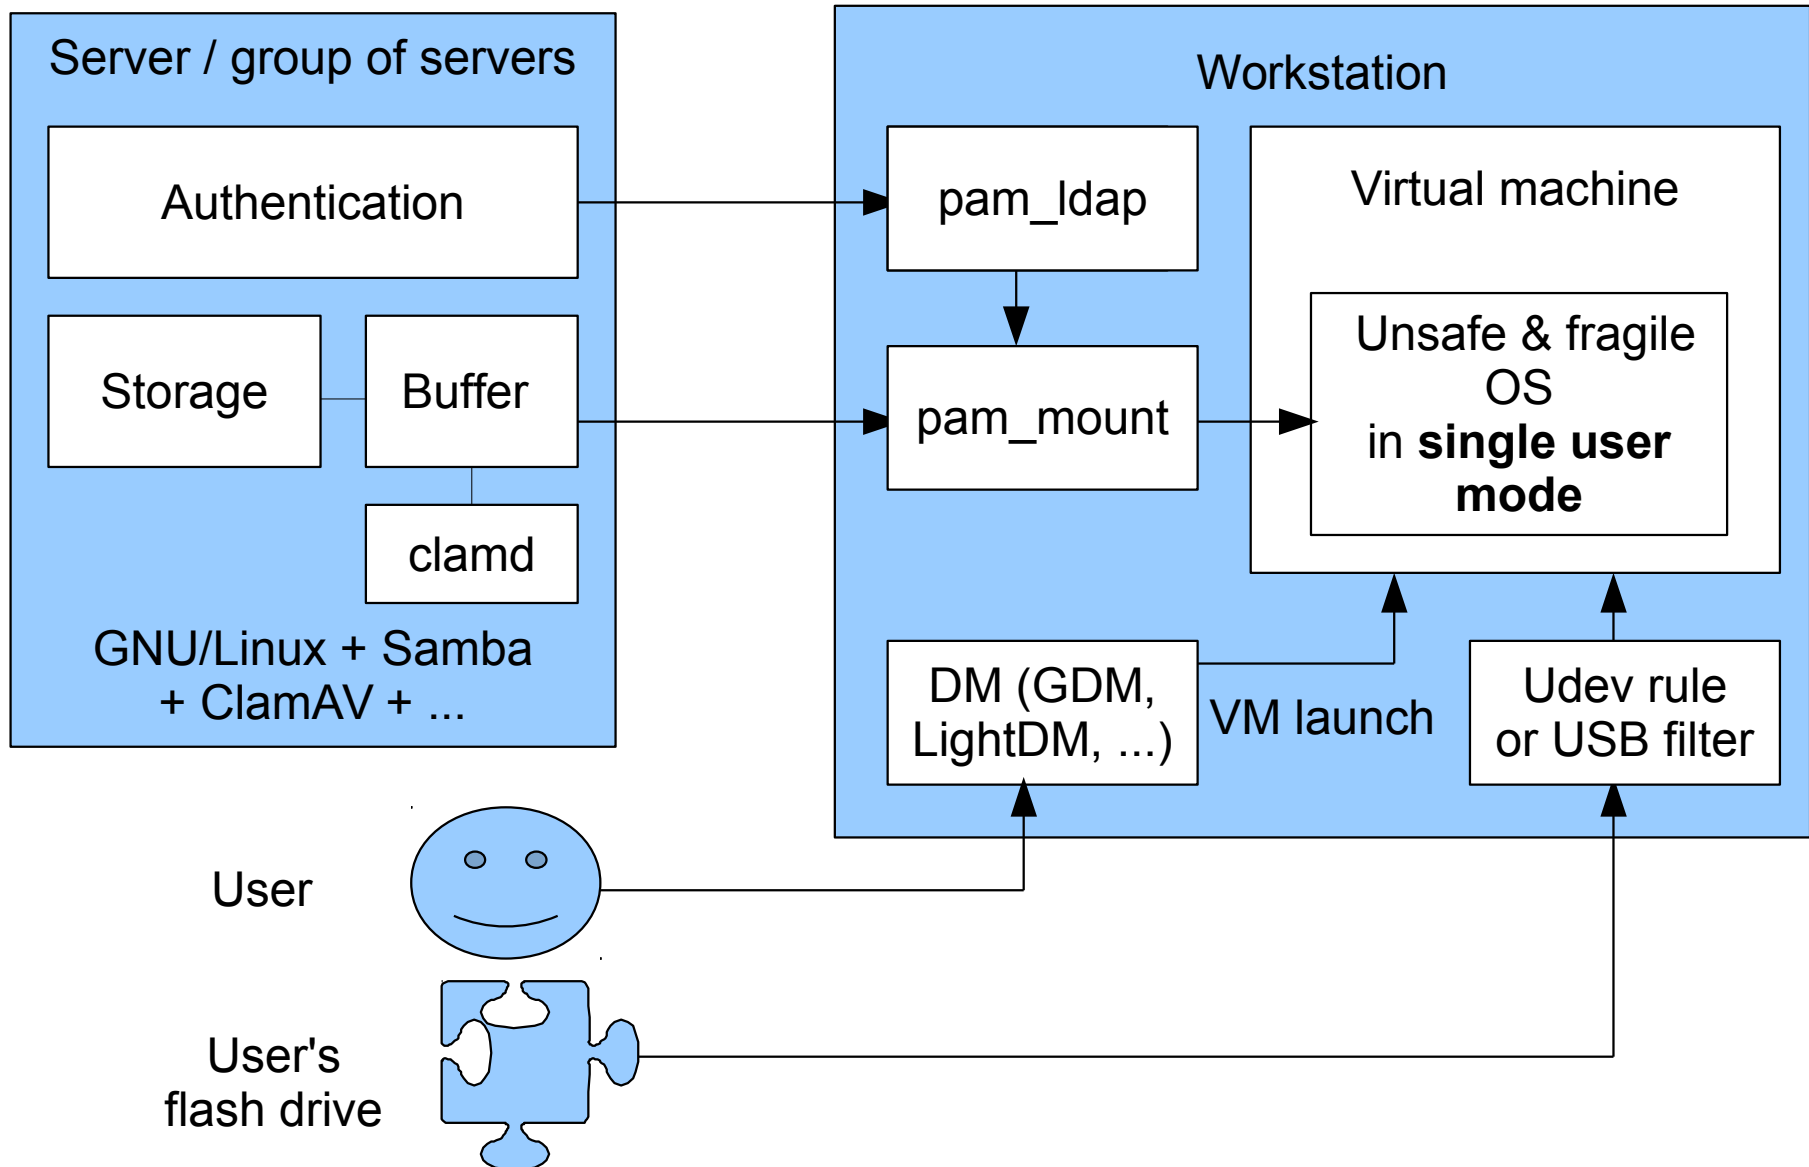 Server / group of servers
Authentication
Storage
Buffer
clamd
GNU/Linux + Samba
+ ClamAV + ...
Workstation
pam_ldap
pam_mount
Virtual machine
Unsafe & fragile
OS
in single user
mode
DM (GDM,
LightDM, ...)
VM launch
Udev rule
or USB filter
User
User's
flash drive